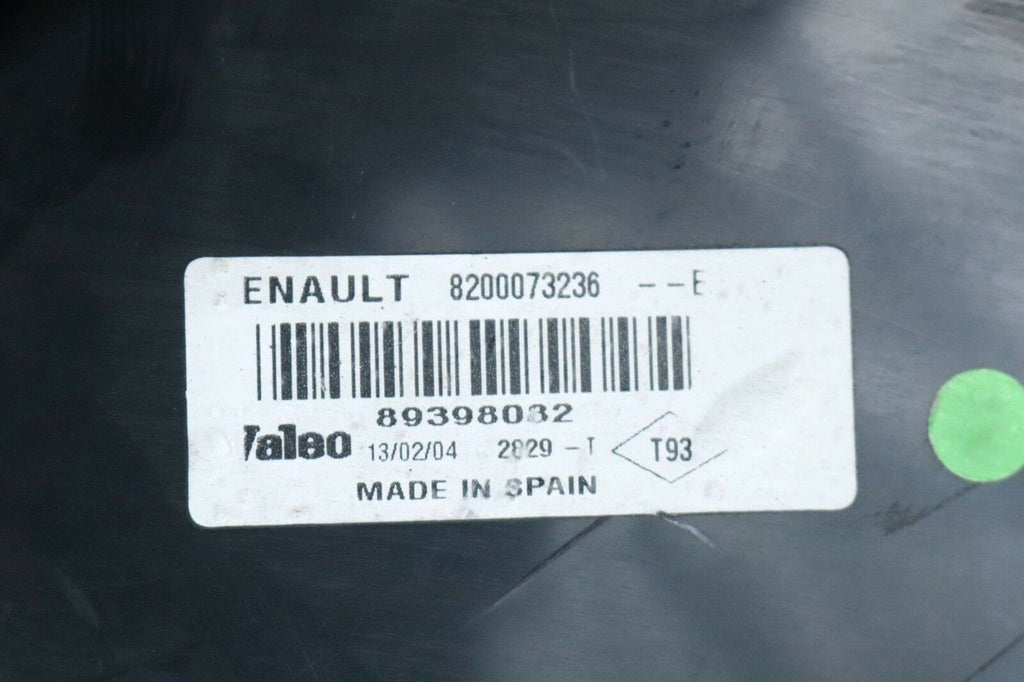 ENAULT 8200073236 --E
89398032
Valeo 13/02/04 2829 -T T93
MADE IN SPAIN